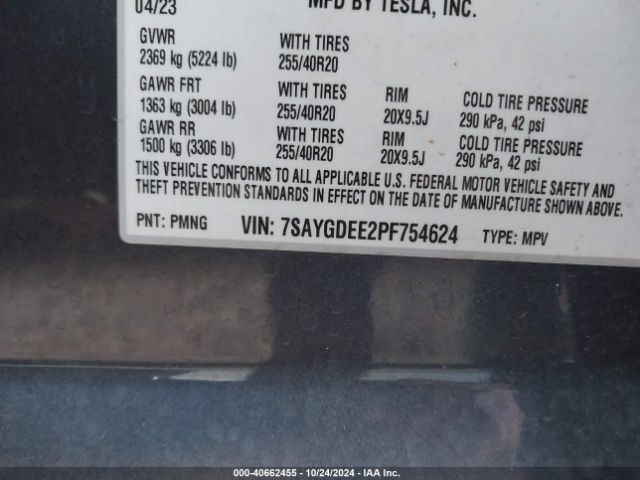 04/23 MFD BY TESLA, INC.
GVWR WITH TIRES
2369 kg (5224 lb) 255/40R20
GAWR FRT WITH TIRES RIM COLD TIRE PRESSURE
1363 kg (3004 lb) 255/40R20 20X9.5J 290 kPa, 42 psi
GAWR RR WITH TIRES RIM COLD TIRE PRESSURE
1500 kg (3306 lb) 255/40R20 20X9.5J 290 kPa, 42 psi
THIS VEHICLE CONFORMS TO ALL APPLICABLE U.S. FEDERAL MOTOR VEHICLE SAFETY AND
THEFT PREVENTION STANDARDS IN EFFECT ON THE DATE OF MANUFACTURE SHOWN ABOVE.
PNT: PMNG VIN: 7SAYGDEE2PF754624 TYPE: MPV
000-40662455 - 10/24/2024 - IAA Inc.